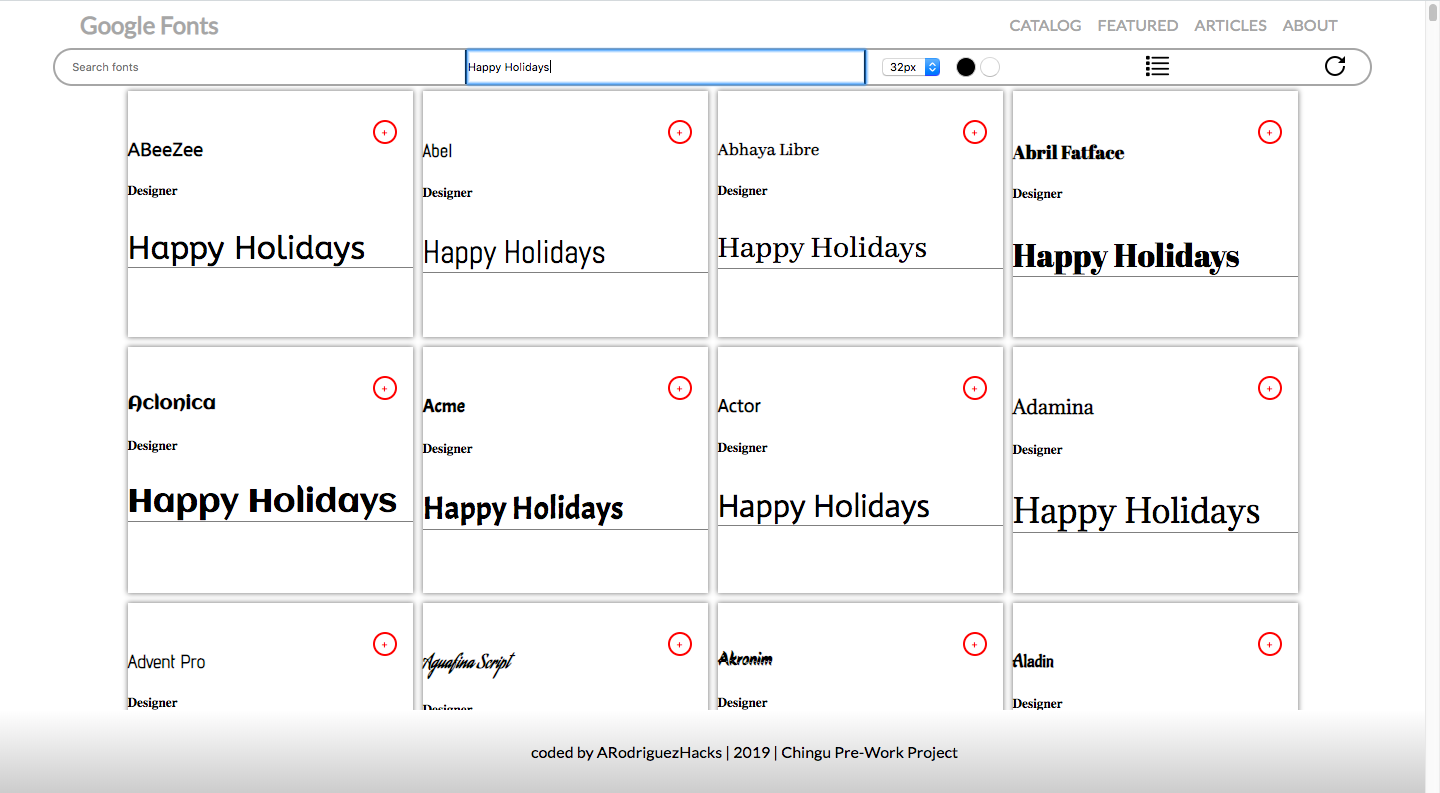 Google Fonts
CATALOG FEATURED ARTICLES ABOUT
Search fonts
Happy Holidays
32px
+ + + +
ABeeZee Abel Abhaya Libre Abril Fatface
Designer Designer Designer Designer
Happy Holidays Happy Holidays Happy Holidays Happy Holidays
+ + + +
Aclonica Acme Actor Adamina
Designer Designer Designer Designer
Happy Holidays Happy Holidays Happy Holidays Happy Holidays
+ + + +
Advent Pro Aguafina Script Akronim Aladin
Designer Designer Designer Designer
coded by ARodriguezHacks | 2019 | Chingu Pre-Work Project